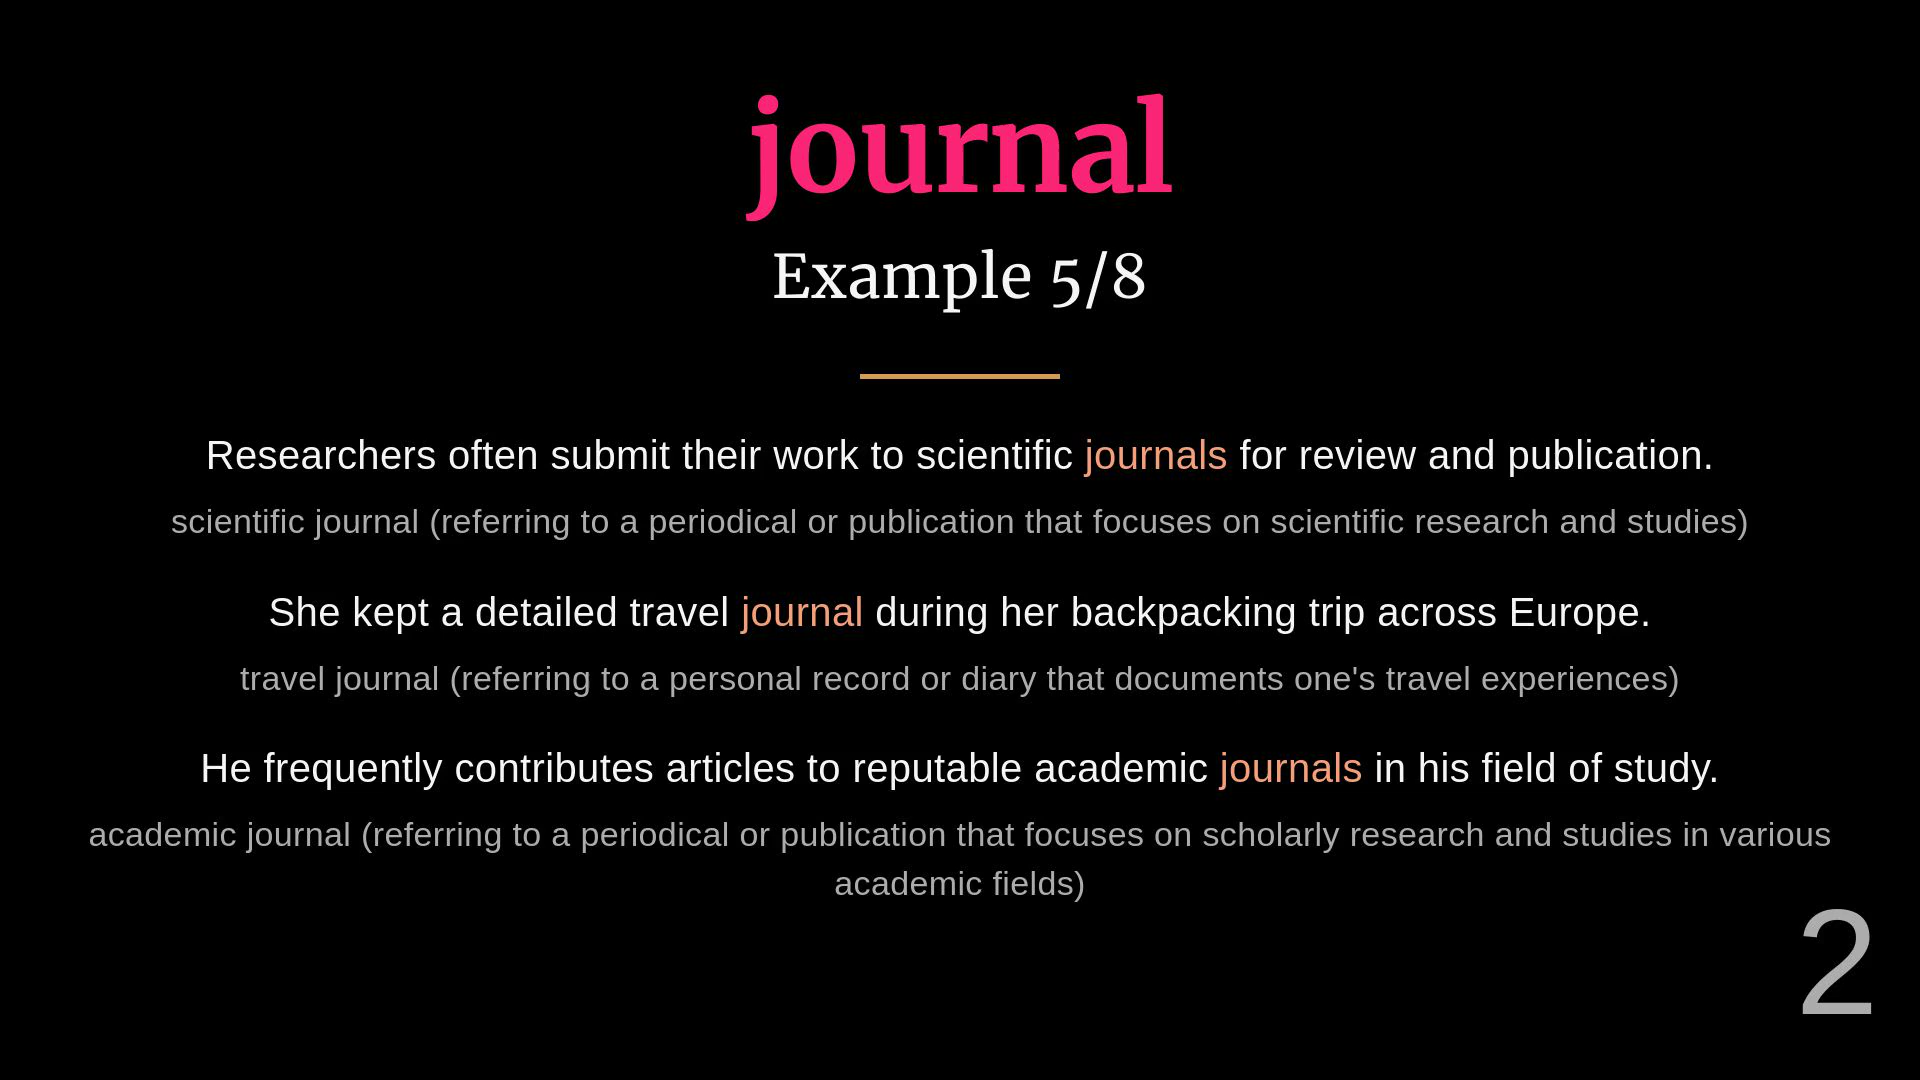 journal
Example 5/8
Researchers often submit their work to scientific journals for review and publication.
scientific journal (referring to a periodical or publication that focuses on scientific research and studies)
She kept a detailed travel journal during her backpacking trip across Europe.
travel journal (referring to a personal record or diary that documents one's travel experiences)
He frequently contributes articles to reputable academic journals in his field of study.
academic journal (referring to a periodical or publication that focuses on scholarly research and studies in various
academic fields)
2